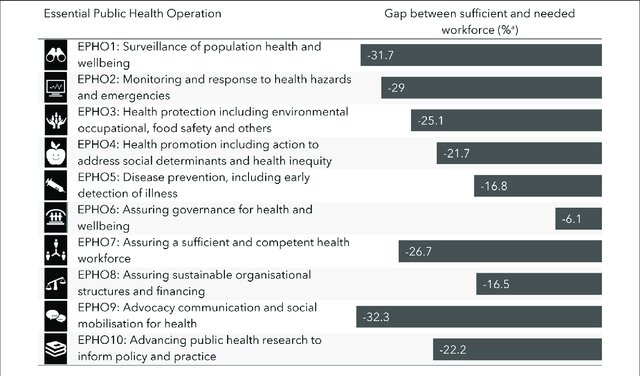 Essential Public Health Operation
Gap between sufficient and needed
workforce (%ᵃ)
EPHO1: Surveillance of population health and
wellbeing
-31.7
EPHO2: Monitoring and response to health hazards
and emergencies
-29
EPHO3: Health protection including environmental
occupational, food safety and others
-25.1
EPHO4: Health promotion including action to
address social determinants and health inequity
-21.7
EPHO5: Disease prevention, including early
detection of illness
-16.8
EPHO6: Assuring governance for health and
wellbeing
-6.1
EPHO7: Assuring a sufficient and competent health
workforce
-26.7
EPHO8: Assuring sustainable organisational
structures and financing
-16.5
EPHO9: Advocacy communication and social
mobilisation for health
-32.3
EPHO10: Advancing public health research to
inform policy and practice
-22.2